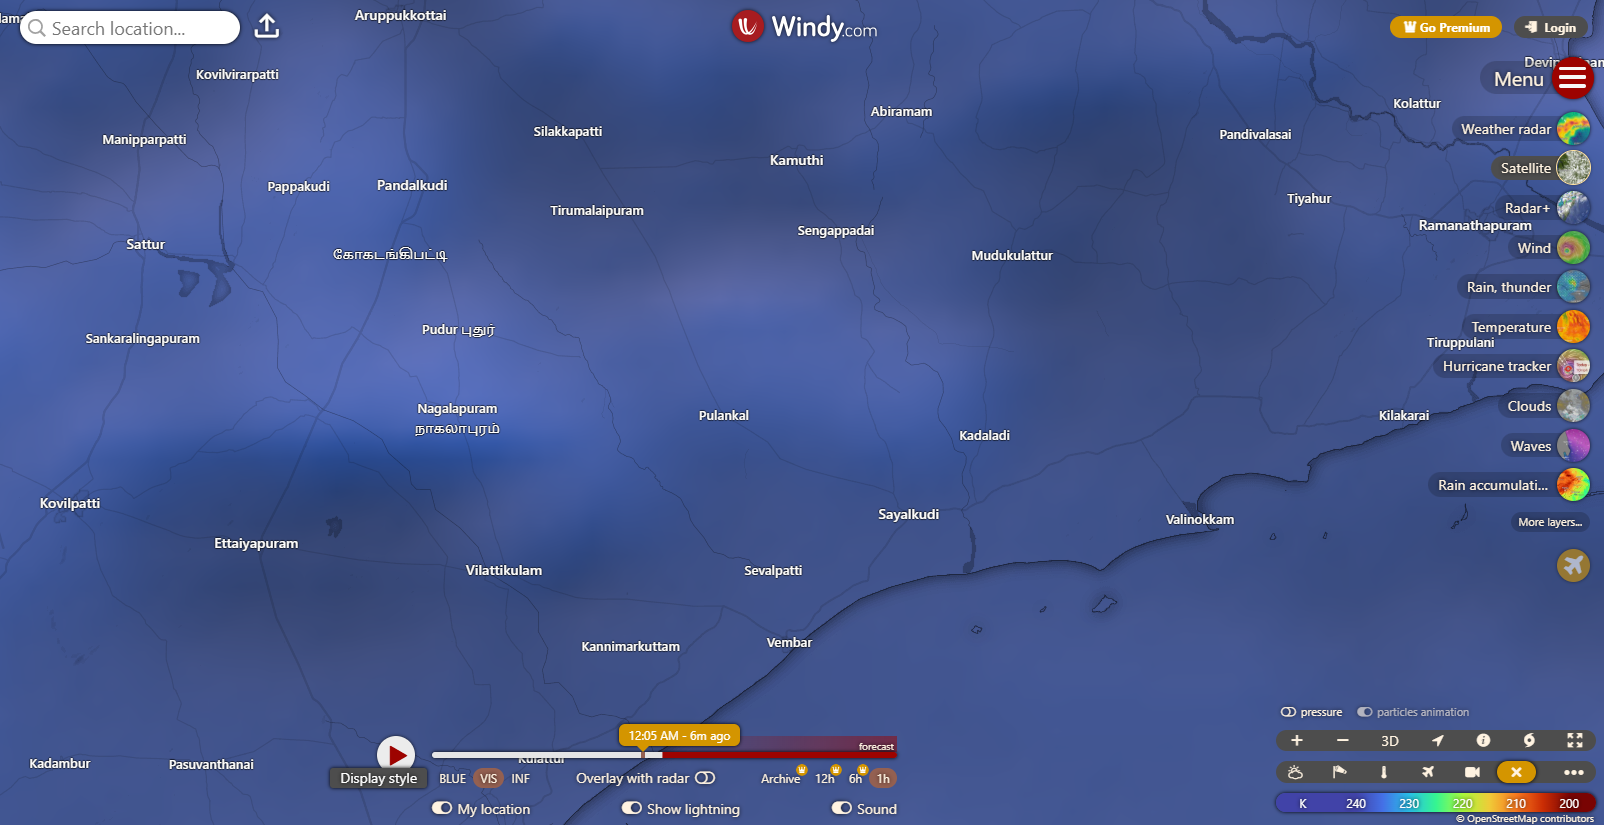 Search location...
Windy.com
Go Premium
Login
Menu
Weather radar
Satellite
Radar+
Wind
Rain, thunder
Temperature
Hurricane tracker
Clouds
Waves
Rain accumulati...
More layers...
Aruppukkottai
Kovilvirarpatti
Kolattur
Abiramam
Silakkapatti
Pandivalasai
Manipparpatti
Kamuthi
Pappakudi
Pandalkudi
Tiyahur
Tirumalaipuram
Ramanathapuram
Sengappadai
Sattur
கோகடங்கிபட்டி
Mudukulattur
Pudur புதுர்
Sankaralingapuram
Tiruppulani
Nagalapuram
நாகலாபுரம்
Pulankal
Kilakarai
Kadaladi
Kovilpatti
Sayalkudi
Valinokkam
Ettaiyapuram
Vilattikulam
Sevalpatti
Vembar
Kannimarkuttam
Kadambur
Pasuvanthanai
Kulattur
12:05 AM - 6m ago
forecast
Display style
BLUE VIS INF
Overlay with radar
Archive 12h 6h 1h
My location
Show lightning
Sound
pressure
particles animation
3D
K 240 230 220 210 200
© OpenStreetMap contributors